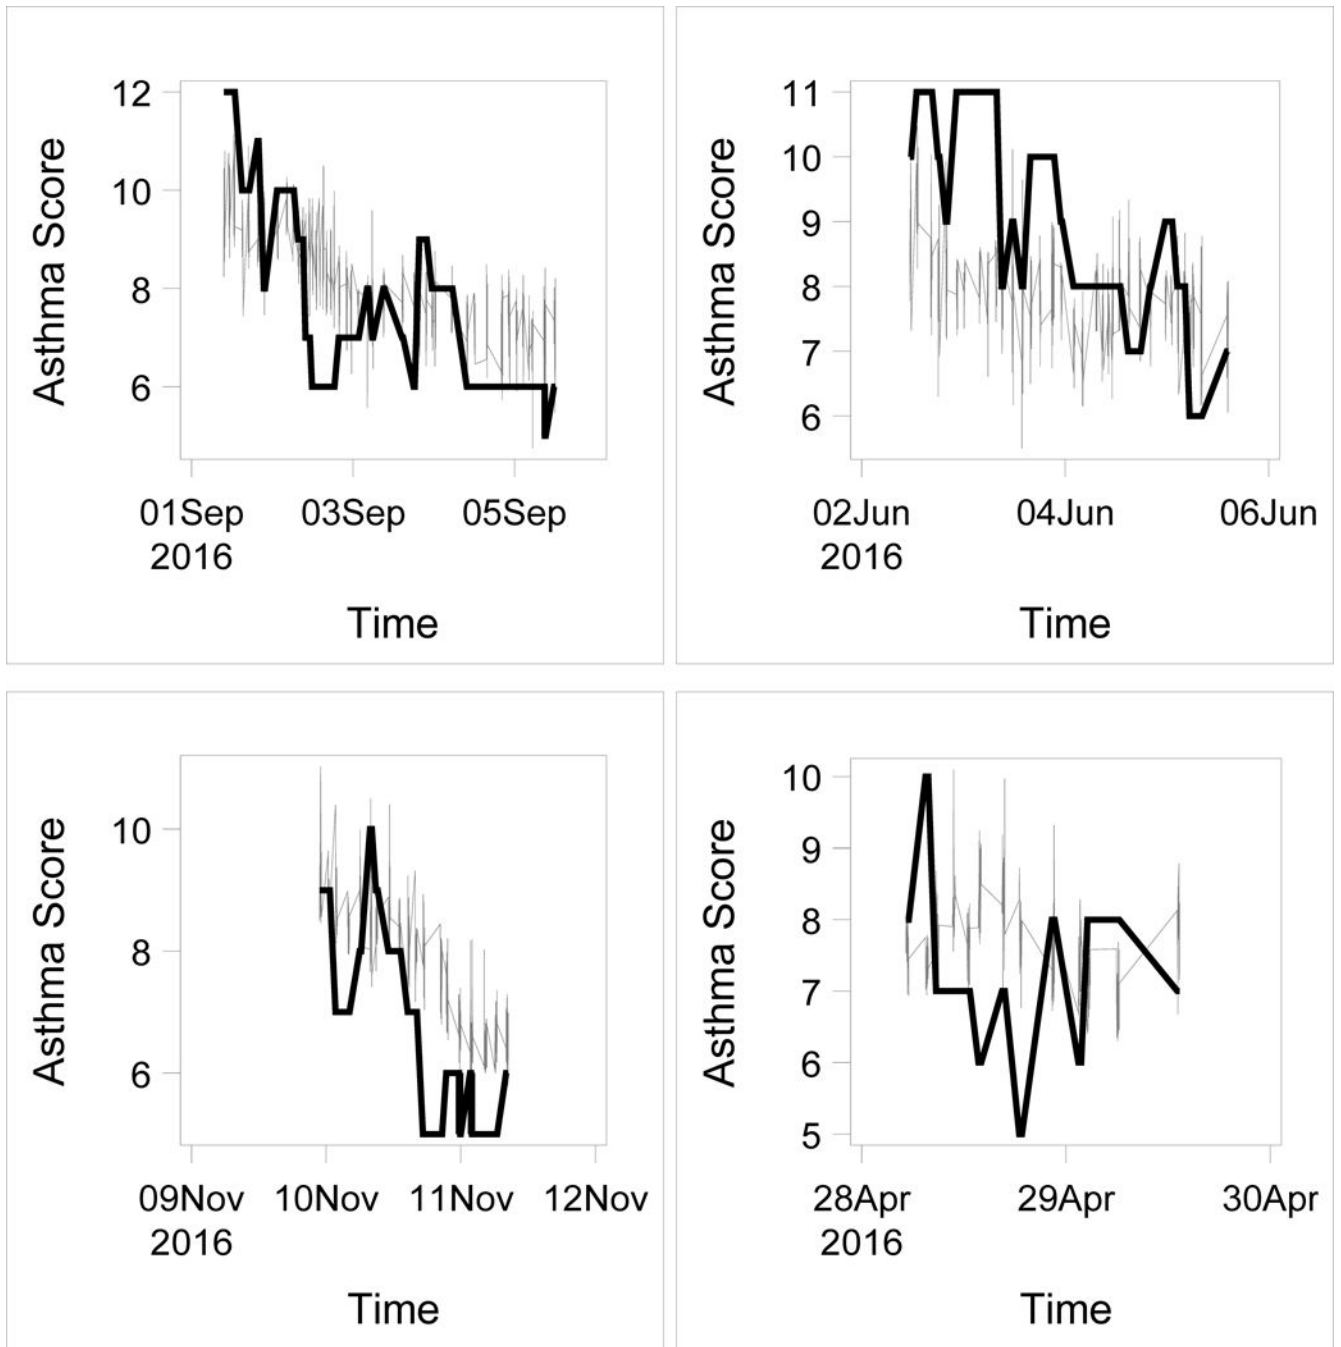 Asthma Score
12
10
8
6
01Sep 03Sep 05Sep
2016
Time
Asthma Score
11
10
9
8
7
6
02Jun 04Jun 06Jun
2016
Time
Asthma Score
10
8
6
09Nov 10Nov 11Nov 12Nov
2016
Time
Asthma Score
10
9
8
7
6
5
28Apr 29Apr 30Apr
2016
Time